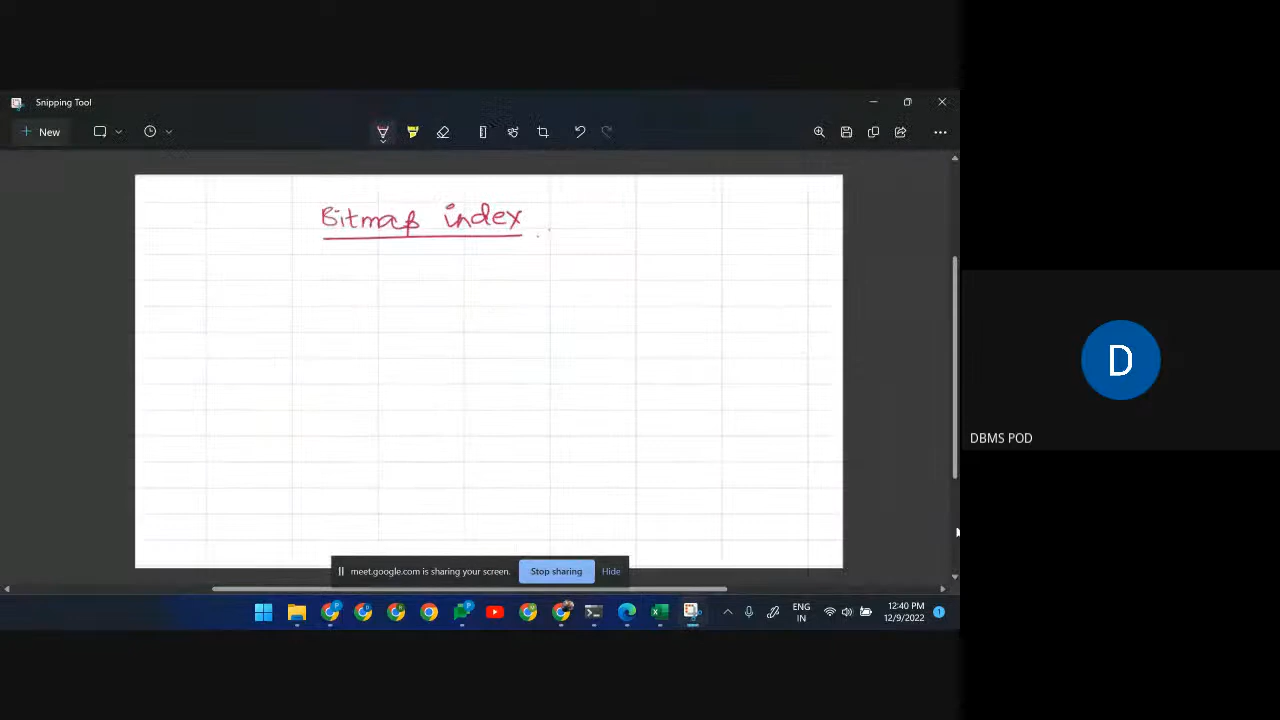 Snipping Tool
New
Bitmap index
D
DBMS POD
meet.google.com is sharing your screen.
Stop sharing
Hide
ENG
IN
12:40 PM
12/9/2022
1